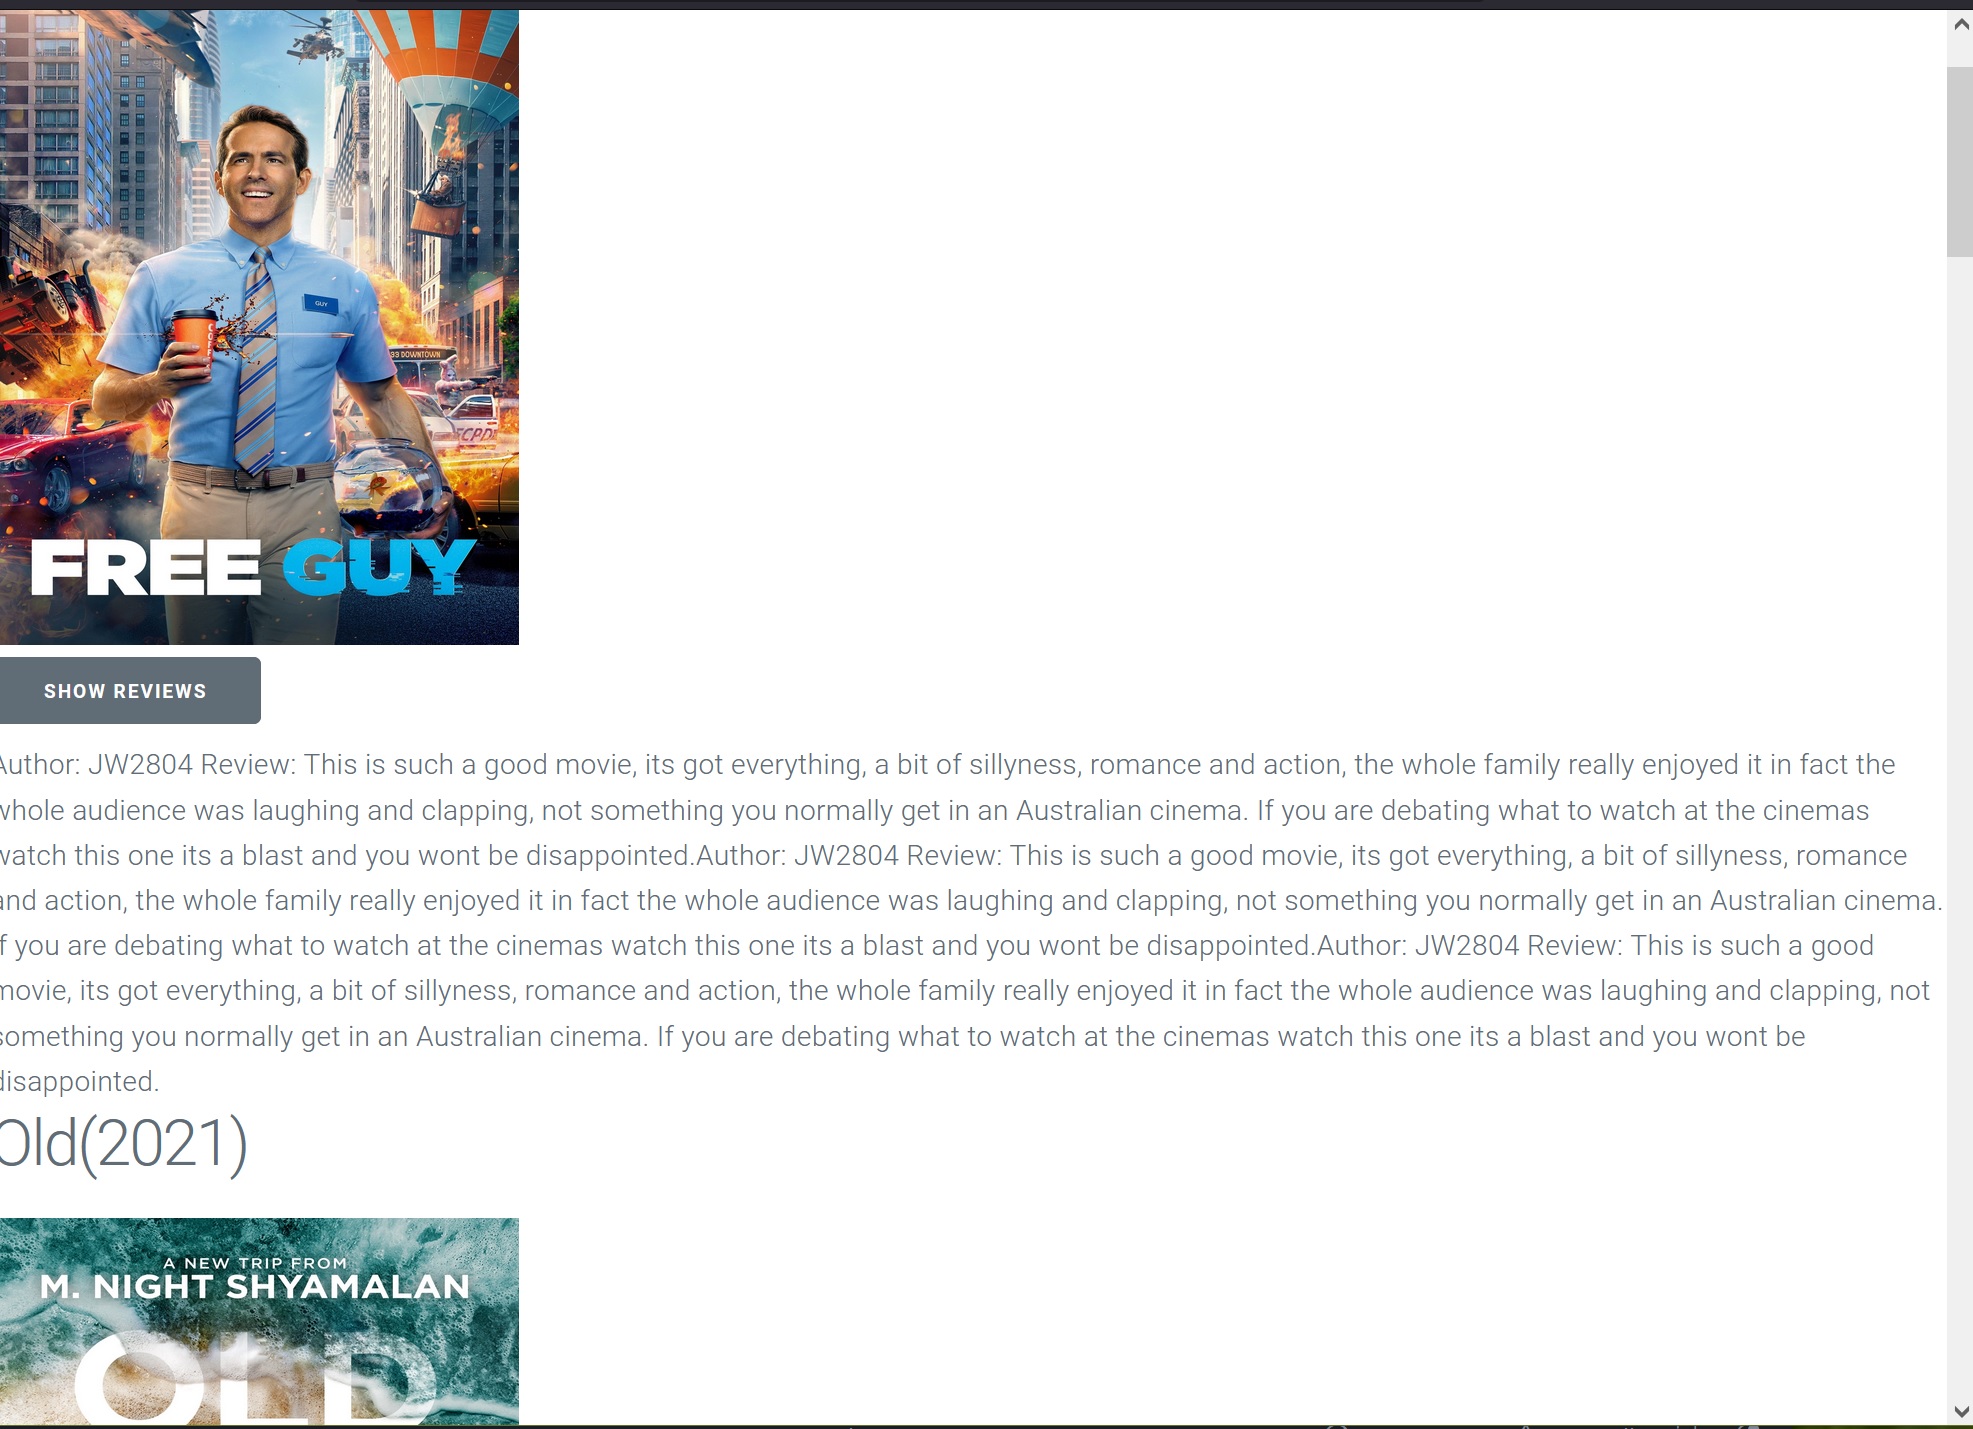 GUY
COFFEE
33 DOWNTOWN
FCPD
FREE GUY
SHOW REVIEWS
Author: JW2804 Review: This is such a good movie, its got everything, a bit of sillyness, romance and action, the whole family really enjoyed it in fact the
whole audience was laughing and clapping, not something you normally get in an Australian cinema. If you are debating what to watch at the cinemas
watch this one its a blast and you wont be disappointed.Author: JW2804 Review: This is such a good movie, its got everything, a bit of sillyness, romance
and action, the whole family really enjoyed it in fact the whole audience was laughing and clapping, not something you normally get in an Australian cinema.
If you are debating what to watch at the cinemas watch this one its a blast and you wont be disappointed.Author: JW2804 Review: This is such a good
movie, its got everything, a bit of sillyness, romance and action, the whole family really enjoyed it in fact the whole audience was laughing and clapping, not
something you normally get in an Australian cinema. If you are debating what to watch at the cinemas watch this one its a blast and you wont be
disappointed.
Old(2021)
A NEW TRIP FROM
M. NIGHT SHYAMALAN
OLD